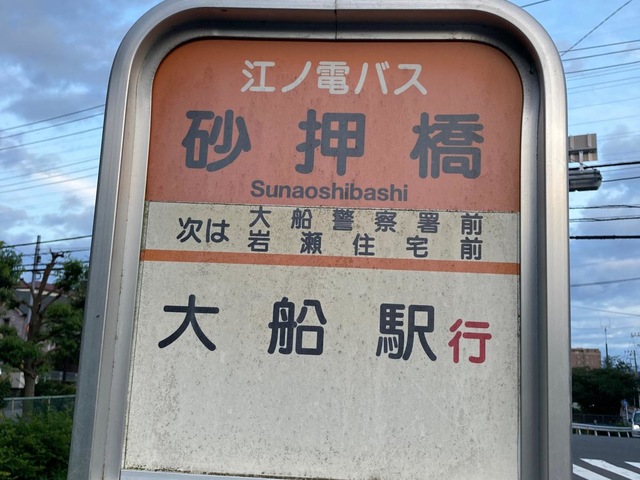 江ノ電バス
砂押橋
Sunaoshibashi
次は 大船警察署前
岩瀬住宅前
大船駅行